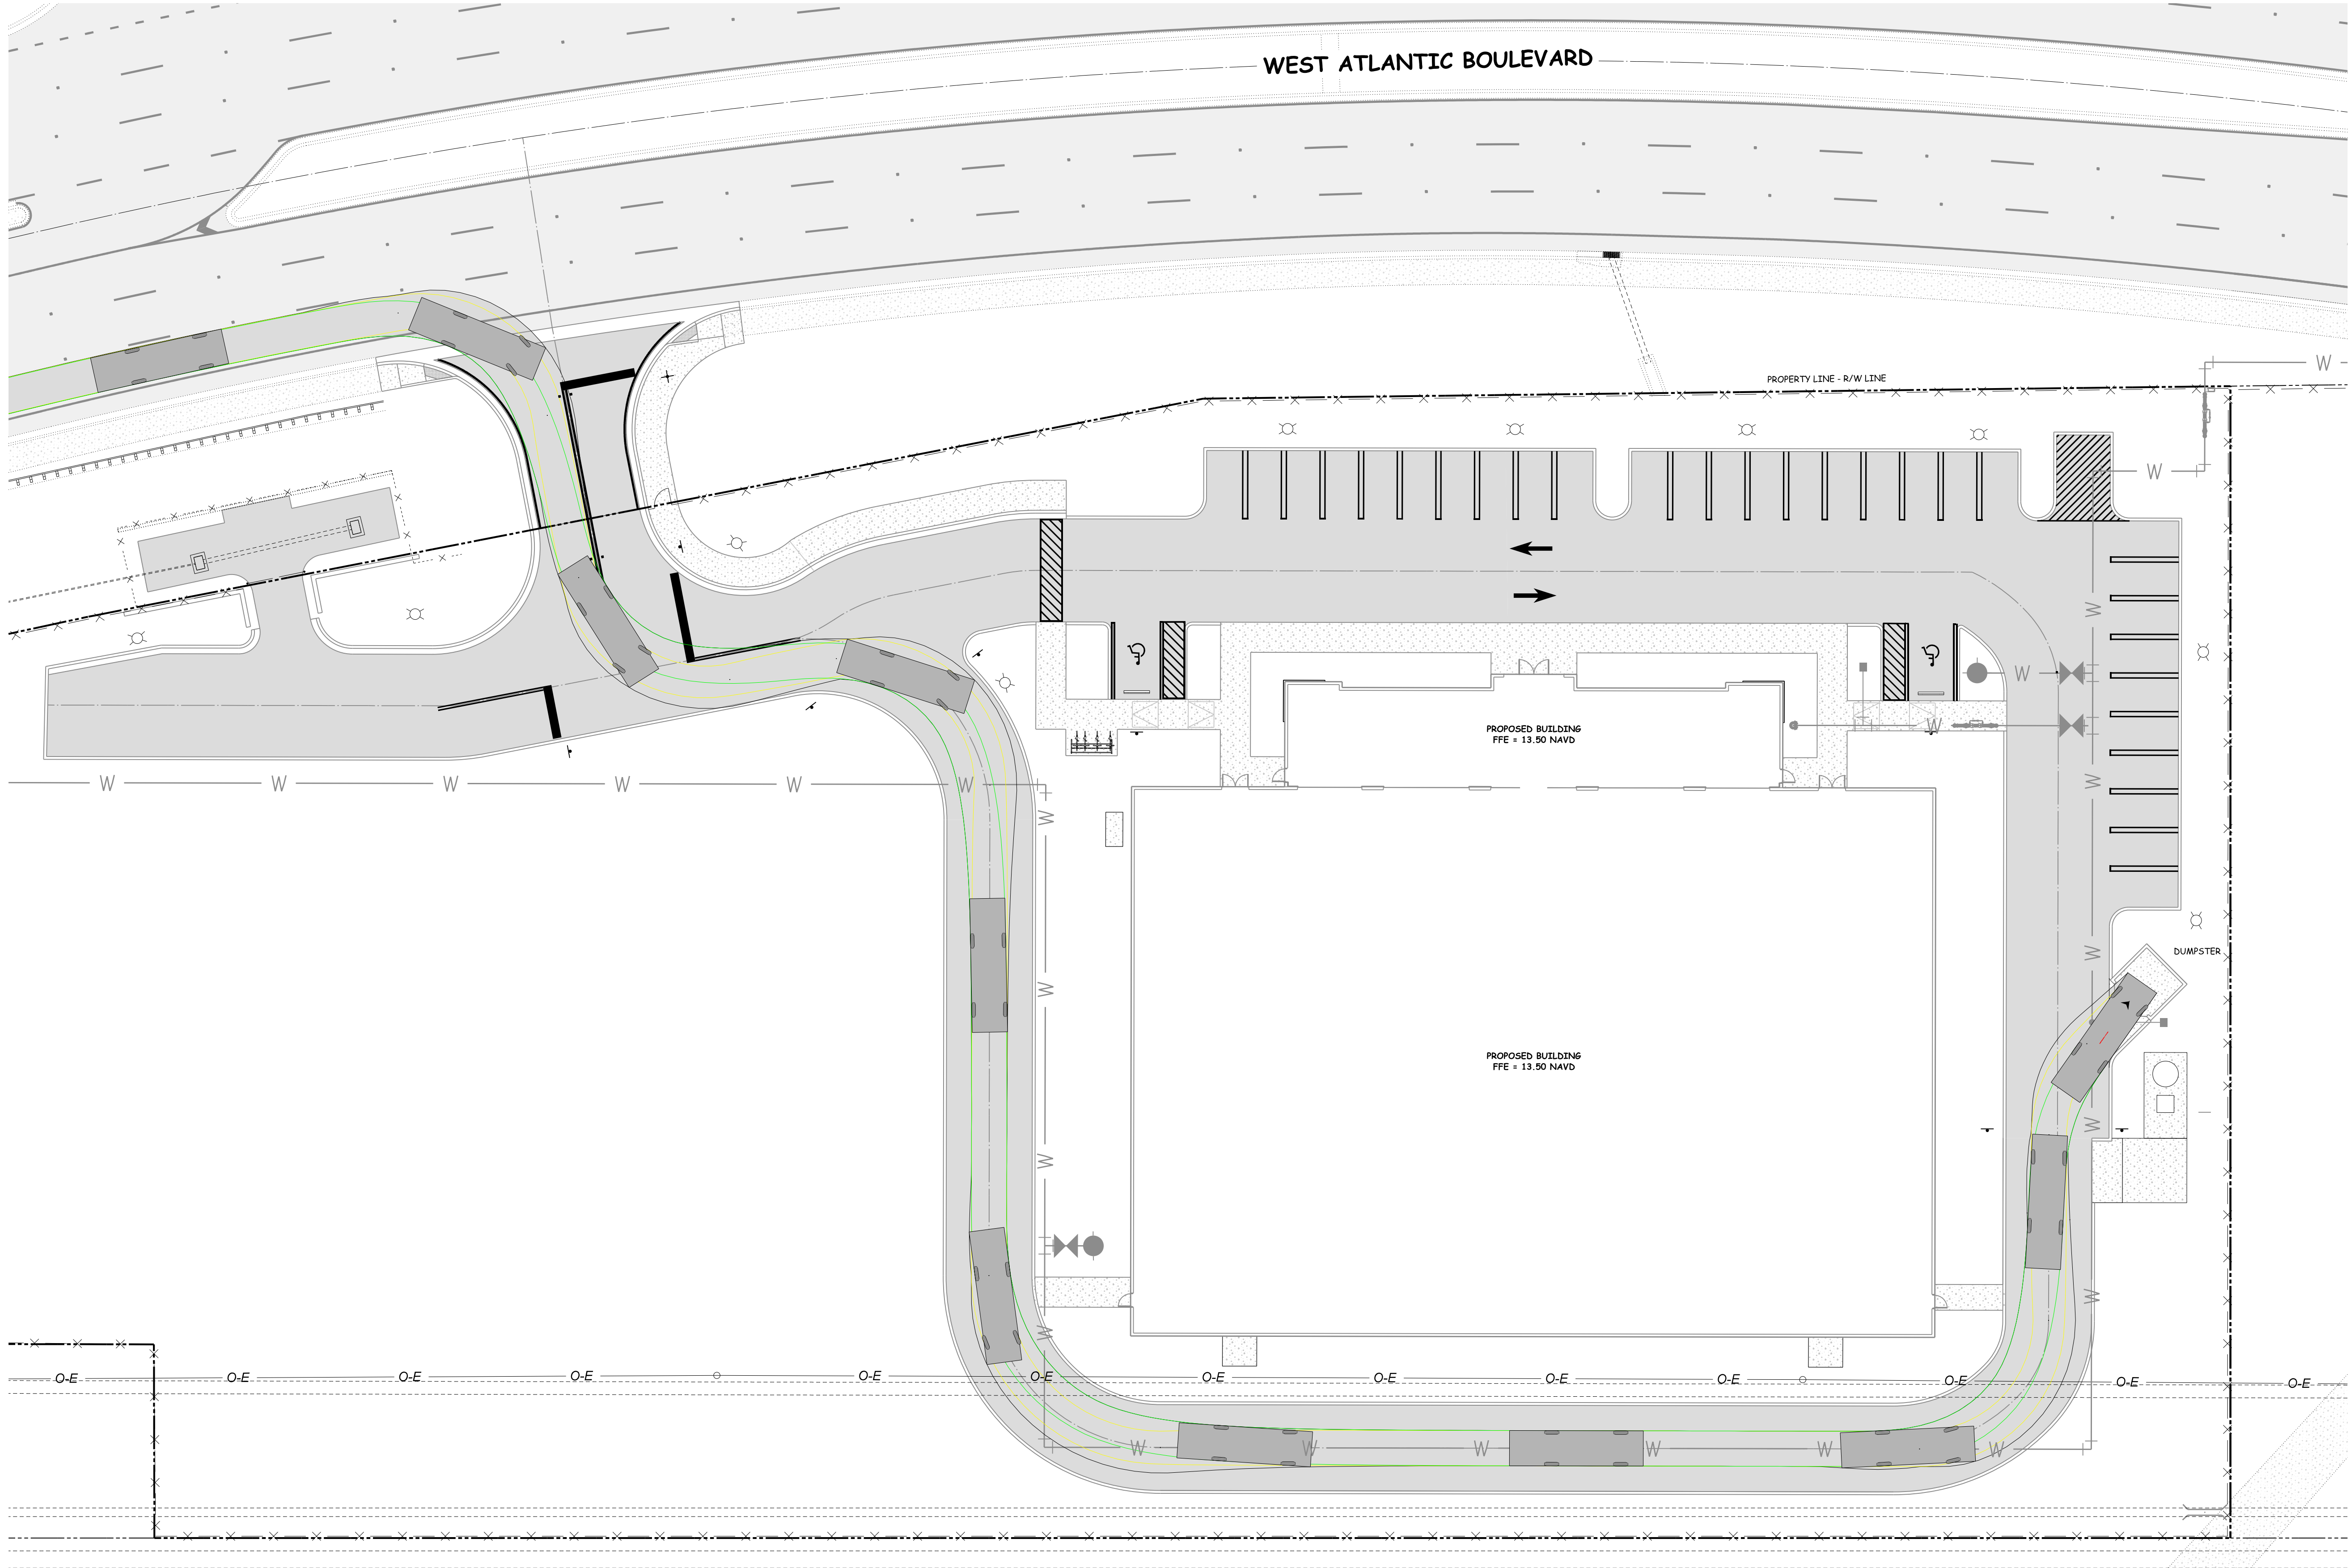 WEST ATLANTIC BOULEVARD
PROPERTY LINE - R/W LINE
W
W
W
W
W
PROPOSED BUILDING
FFE = 13.50 NAVD
W
W W W W W W
W
W
W
DUMPSTER
W
W
PROPOSED BUILDING
FFE = 13.50 NAVD
W
W
W
W
O-E O-E O-E O-E O-E O-E O-E O-E O-E O-E O-E O-E O-E O-E
W W W W W W